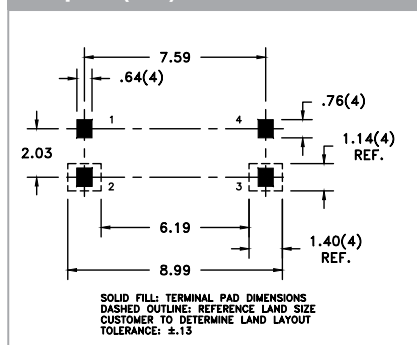 7.59
.64(4)
1
4
.76(4)
2.03
1.14(4)
REF.
2
3
6.19
1.40(4)
REF.
8.99
SOLID FILL: TERMINAL PAD DIMENSIONS
DASHED OUTLINE: REFERENCE LAND SIZE
CUSTOMER TO DETERMINE LAND LAYOUT
TOLERANCE: ±.13